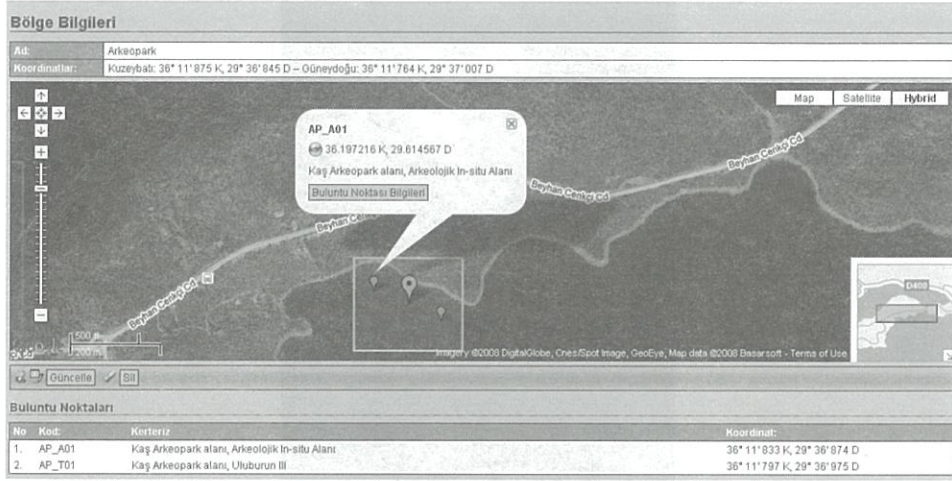 Bölge Bilgileri
Ad: Arkeopark
Koordinatlar: Kuzeybatı: 36° 11'875 K, 29° 36'845 D – Güneydoğu: 36° 11'764 K, 29° 37'007 D
Map Satellite Hybrid
AP_A01
36.197216 K, 29.614567 D
Kaş Arkeopark alanı, Arkeolojik In-situ Alanı
Buluntu Noktası Bilgileri
Beyhan Cenkçi Cd
Beyhan Cenkçi Cd
Beyhan
Beyhan Cenkçi Cd
D400
500 ft
200 m
Imagery ©2008 DigitalGlobe, Cnes/Spot Image, GeoEye, Map data ©2008 Basarsoft - Terms of Use
Güncelle Sil
Buluntu Noktaları
No Kod: Kerteriz Koordinat:
1. AP_A01 Kaş Arkeopark alanı, Arkeolojik In-situ Alanı 36° 11'833 K, 29° 36'874 D
2. AP_T01 Kaş Arkeopark alanı, Uluburun III 36° 11'797 K, 29° 36'975 D